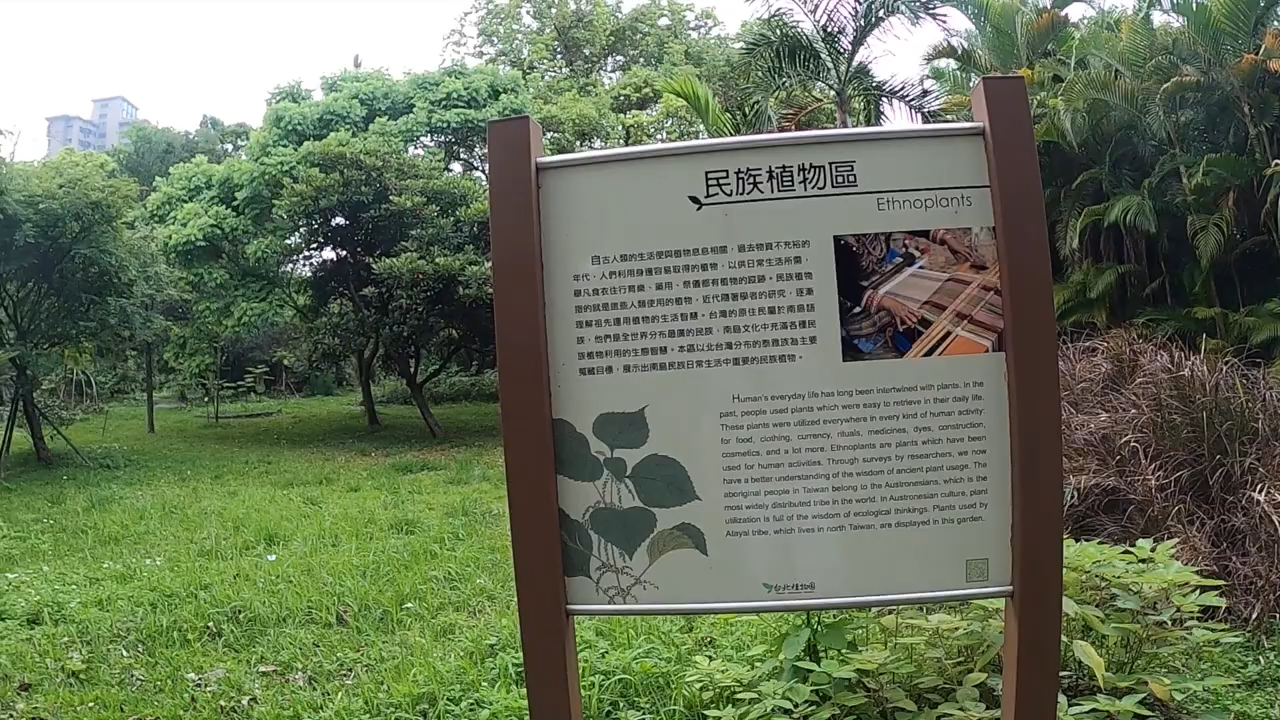 民族植物區
Ethnoplants
自古人類的生活便與植物息息相關，過去物資不充裕的
年代，人們利用身邊容易取得的植物，以供日常生活所需，
舉凡食衣住行育樂、藥用、祭儀都有植物的蹤跡。民族植物
指的就是這些人類使用的植物，近代隨著學者的研究，逐漸
理解祖先運用植物的生活智慧。台灣的原住民屬於南島語
族，他們是全世界分布最廣的民族，南島文化中充滿各種民
族植物利用的生態智慧。本區以北台灣分布的泰雅族為主要
蒐藏目標，展示出南島民族日常生活中重要的民族植物。
Human's everyday life has long been intertwined with plants. In the
past, people used plants which were easy to retrieve in their daily life.
These plants were utilized everywhere in every kind of human activity:
for food, clothing, currency, rituals, medicines, dyes, construction,
cosmetics, and a lot more. Ethnoplants are plants which have been
used for human activities. Through surveys by researchers, we now
have a better understanding of the wisdom of ancient plant usage. The
aboriginal people in Taiwan belong to the Austronesians, which is the
most widely distributed tribe in the world. In Austronesian culture, plant
utilization is full of the wisdom of ecological thinkings. Plants used by
Atayal tribe, which lives in north Taiwan, are displayed in this garden.
台北植物園